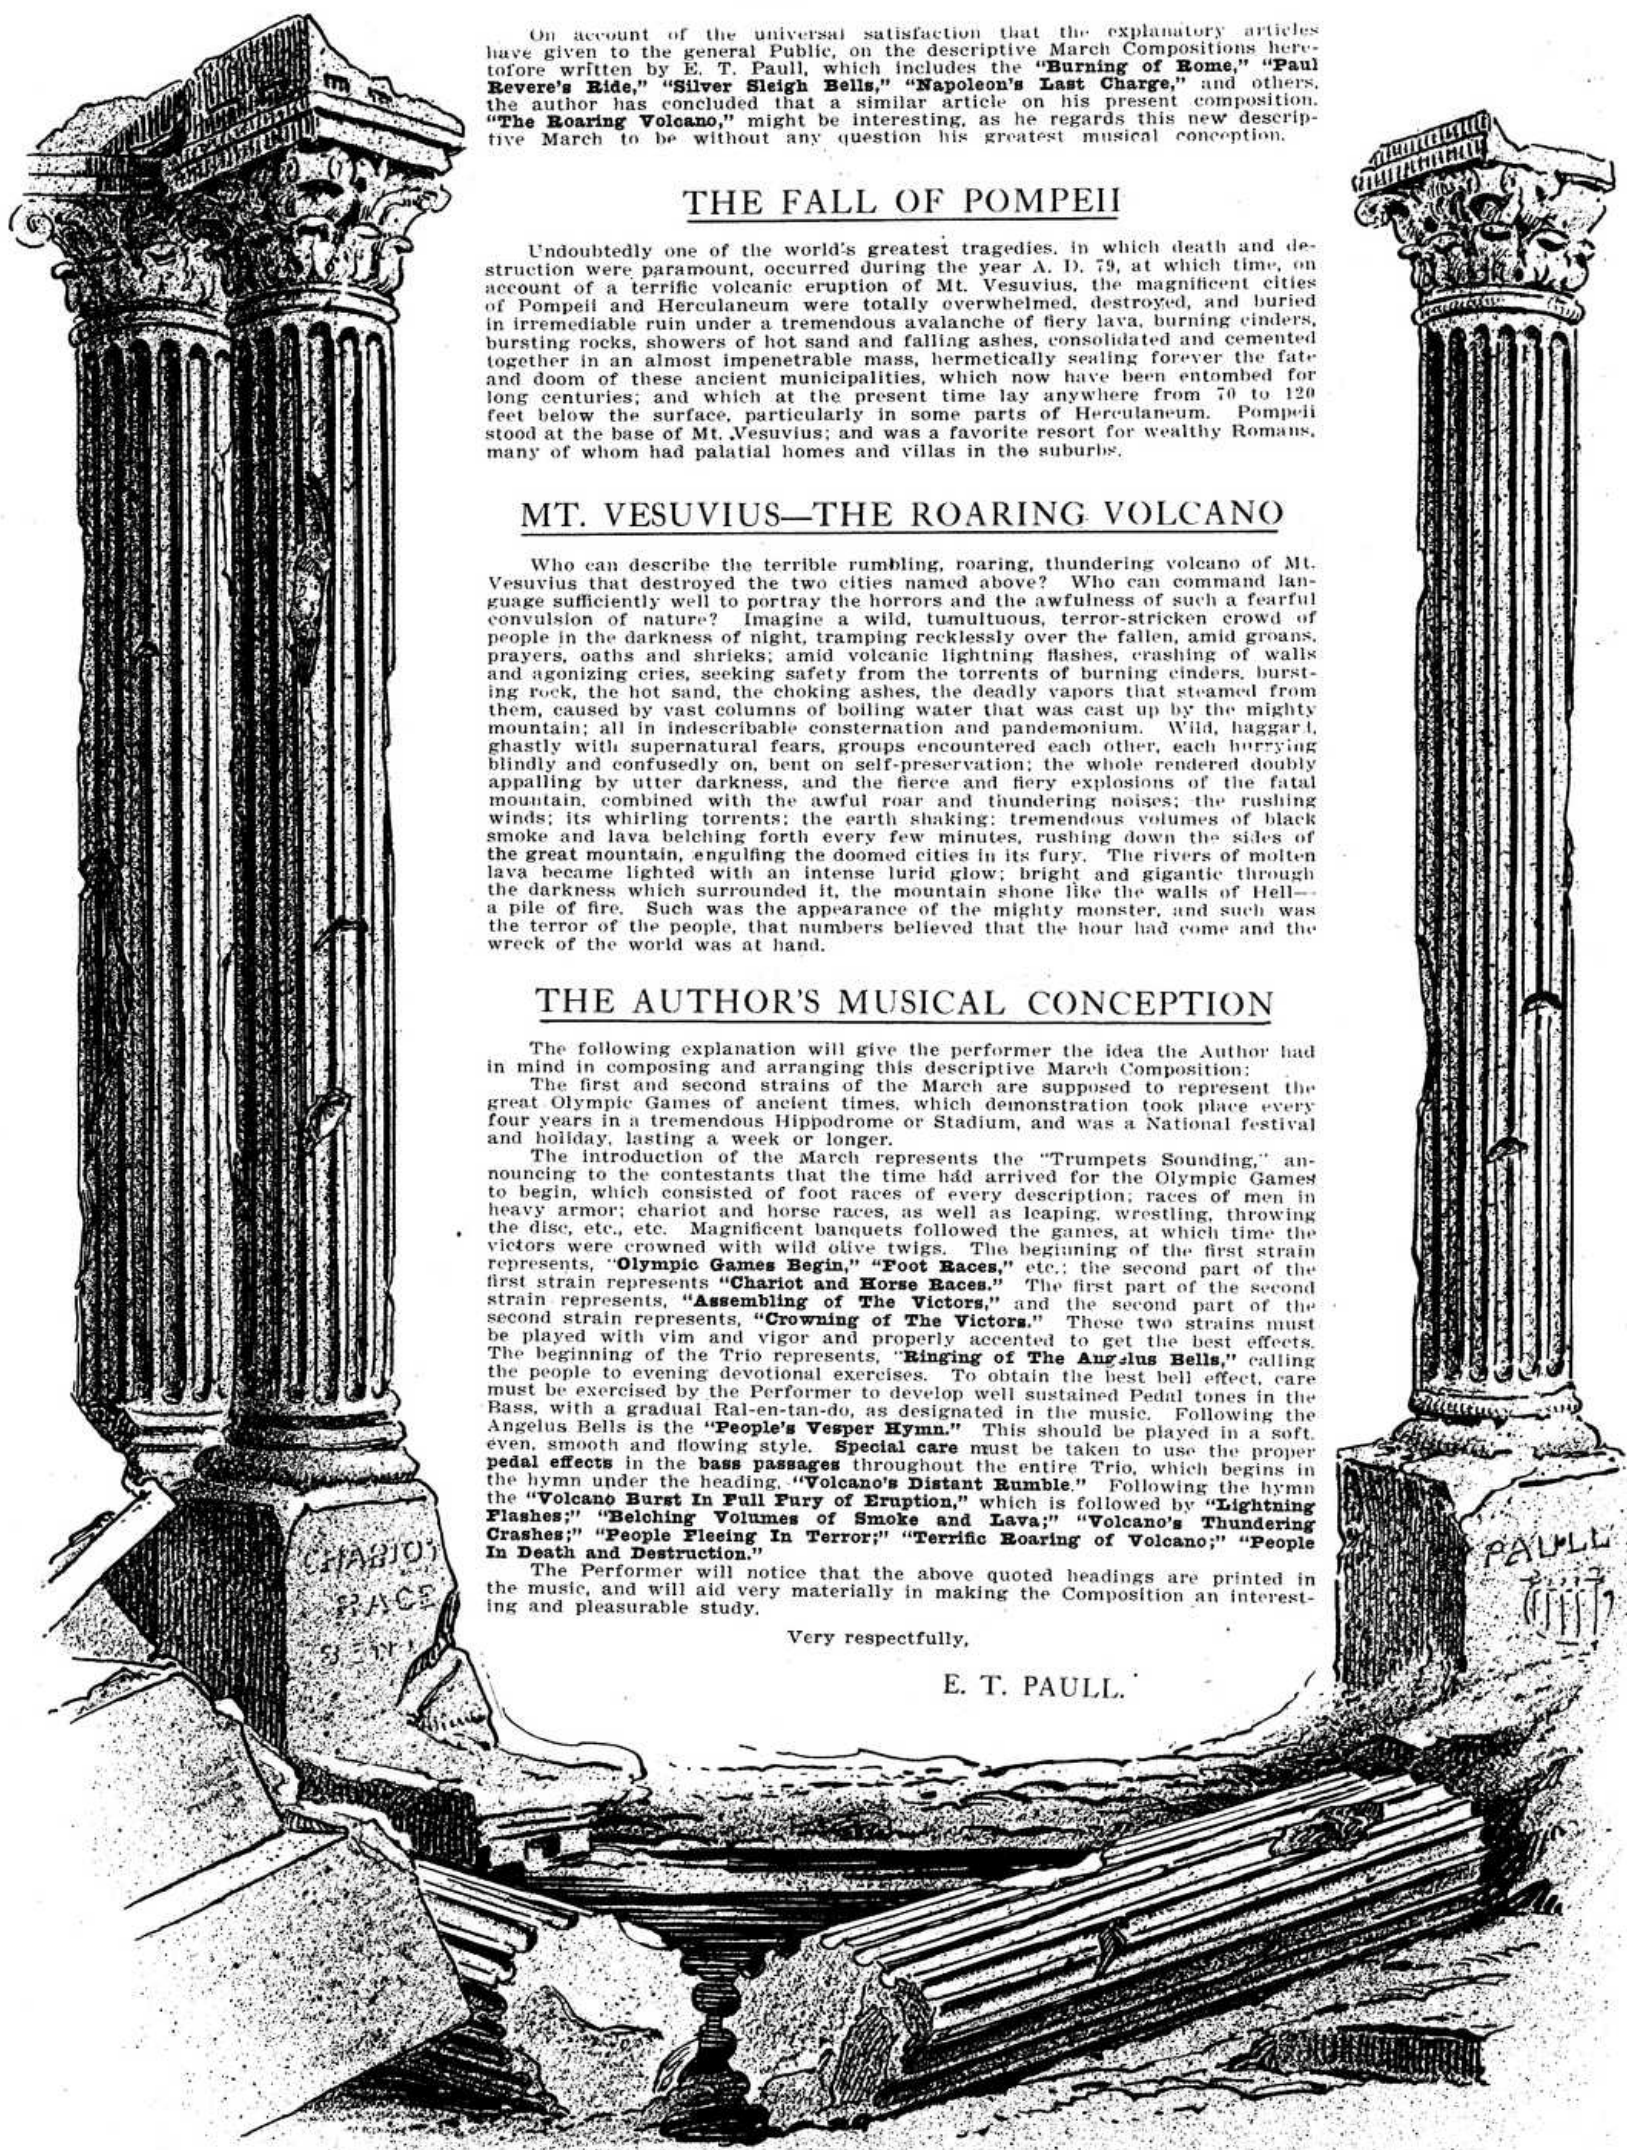 On account of the universal satisfaction that the explanatory articles
have given to the general Public, on the descriptive March Compositions here-
tofore written by E. T. Paull, which includes the "Burning of Rome," "Paul
Revere's Ride," "Silver Sleigh Bells," "Napoleon's Last Charge," and others,
the author has concluded that a similar article on his present composition.
"The Roaring Volcano," might be interesting, as he regards this new descrip-
tive March to be without any question his greatest musical conception.
THE FALL OF POMPEII
Undoubtedly one of the world's greatest tragedies, in which death and de-
struction were paramount, occurred during the year A. D. 79, at which time, on
account of a terrific volcanic eruption of Mt. Vesuvius, the magnificent cities
of Pompeii and Herculaneum were totally overwhelmed, destroyed, and buried
in irremediable ruin under a tremendous avalanche of fiery lava, burning cinders,
bursting rocks, showers of hot sand and falling ashes, consolidated and cemented
together in an almost impenetrable mass, hermetically sealing forever the fate
and doom of these ancient municipalities, which now have been entombed for
long centuries; and which at the present time lay anywhere from 70 to 120
feet below the surface, particularly in some parts of Herculaneum. Pompeii
stood at the base of Mt. Vesuvius; and was a favorite resort for wealthy Romans,
many of whom had palatial homes and villas in the suburbs.
MT. VESUVIUS—THE ROARING VOLCANO
Who can describe the terrible rumbling, roaring, thundering volcano of Mt.
Vesuvius that destroyed the two cities named above? Who can command lan-
guage sufficiently well to portray the horrors and the awfulness of such a fearful
convulsion of nature? Imagine a wild, tumultuous, terror-stricken crowd of
people in the darkness of night, tramping recklessly over the fallen, amid groans,
prayers, oaths and shrieks; amid volcanic lightning flashes, crashing of walls
and agonizing cries, seeking safety from the torrents of burning cinders, burst-
ing rock, the hot sand, the choking ashes, the deadly vapors that steamed from
them, caused by vast columns of boiling water that was cast up by the mighty
mountain; all in indescribable consternation and pandemonium. Wild, haggard,
ghastly with supernatural fears, groups encountered each other, each hurrying
blindly and confusedly on, bent on self-preservation; the whole rendered doubly
appalling by utter darkness, and the fierce and fiery explosions of the fatal
mountain, combined with the awful roar and thundering noises; the rushing
winds; its whirling torrents; the earth shaking; tremendous volumes of black
smoke and lava belching forth every few minutes, rushing down the sides of
the great mountain, engulfing the doomed cities in its fury. The rivers of molten
lava became lighted with an intense lurid glow; bright and gigantic through
the darkness which surrounded it, the mountain shone like the walls of Hell—
a pile of fire. Such was the appearance of the mighty monster, and such was
the terror of the people, that numbers believed that the hour had come and the
wreck of the world was at hand.
THE AUTHOR'S MUSICAL CONCEPTION
The following explanation will give the performer the idea the Author had
in mind in composing and arranging this descriptive March Composition:
The first and second strains of the March are supposed to represent the
great Olympic Games of ancient times, which demonstration took place every
four years in a tremendous Hippodrome or Stadium, and was a National festival
and holiday, lasting a week or longer.
The introduction of the March represents the "Trumpets Sounding," an-
nouncing to the contestants that the time had arrived for the Olympic Games
to begin, which consisted of foot races of every description; races of men in
heavy armor; chariot and horse races, as well as leaping, wrestling, throwing
the disc, etc., etc. Magnificent banquets followed the games, at which time the
victors were crowned with wild olive twigs. The beginning of the first strain
represents, "Olympic Games Begin," "Foot Races," etc.; the second part of the
first strain represents "Chariot and Horse Races." The first part of the second
strain represents, "Assembling of The Victors," and the second part of the
second strain represents, "Crowning of The Victors." These two strains must
be played with vim and vigor and properly accented to get the best effects.
The beginning of the Trio represents, "Ringing of The Angelus Bells," calling
the people to evening devotional exercises. To obtain the best bell effect, care
must be exercised by the Performer to develop well sustained Pedal tones in the
Bass, with a gradual Ral-en-tan-do, as designated in the music. Following the
Angelus Bells is the "People's Vesper Hymn." This should be played in a soft,
even, smooth and flowing style. Special care must be taken to use the proper
pedal effects in the bass passages throughout the entire Trio, which begins in
the hymn under the heading, "Volcano's Distant Rumble." Following the hymn
the "Volcano Burst In Full Fury of Eruption," which is followed by "Lightning
Flashes;" "Belching Volumes of Smoke and Lava;" "Volcano's Thundering
Crashes;" "People Fleeing In Terror;" "Terrific Roaring of Volcano;" "People
In Death and Destruction."
The Performer will notice that the above quoted headings are printed in
the music, and will aid very materially in making the Composition an interest-
ing and pleasurable study.
Very respectfully,
E. T. PAULL.
CHARIOT
RACE
PAULL